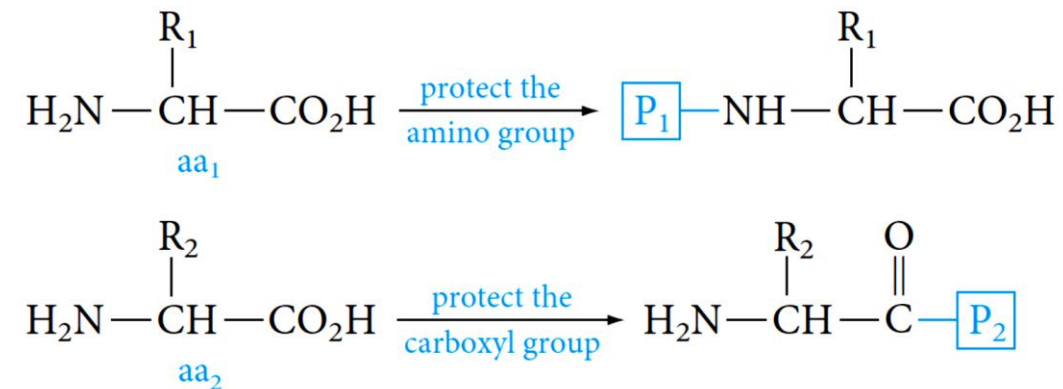 R₁
H₂N—CH—CO₂H
aa₁
protect the
amino group
R₁
P₁—NH—CH—CO₂H
R₂
H₂N—CH—CO₂H
aa₂
protect the
carboxyl group
R₂ O
H₂N—CH—C—P₂